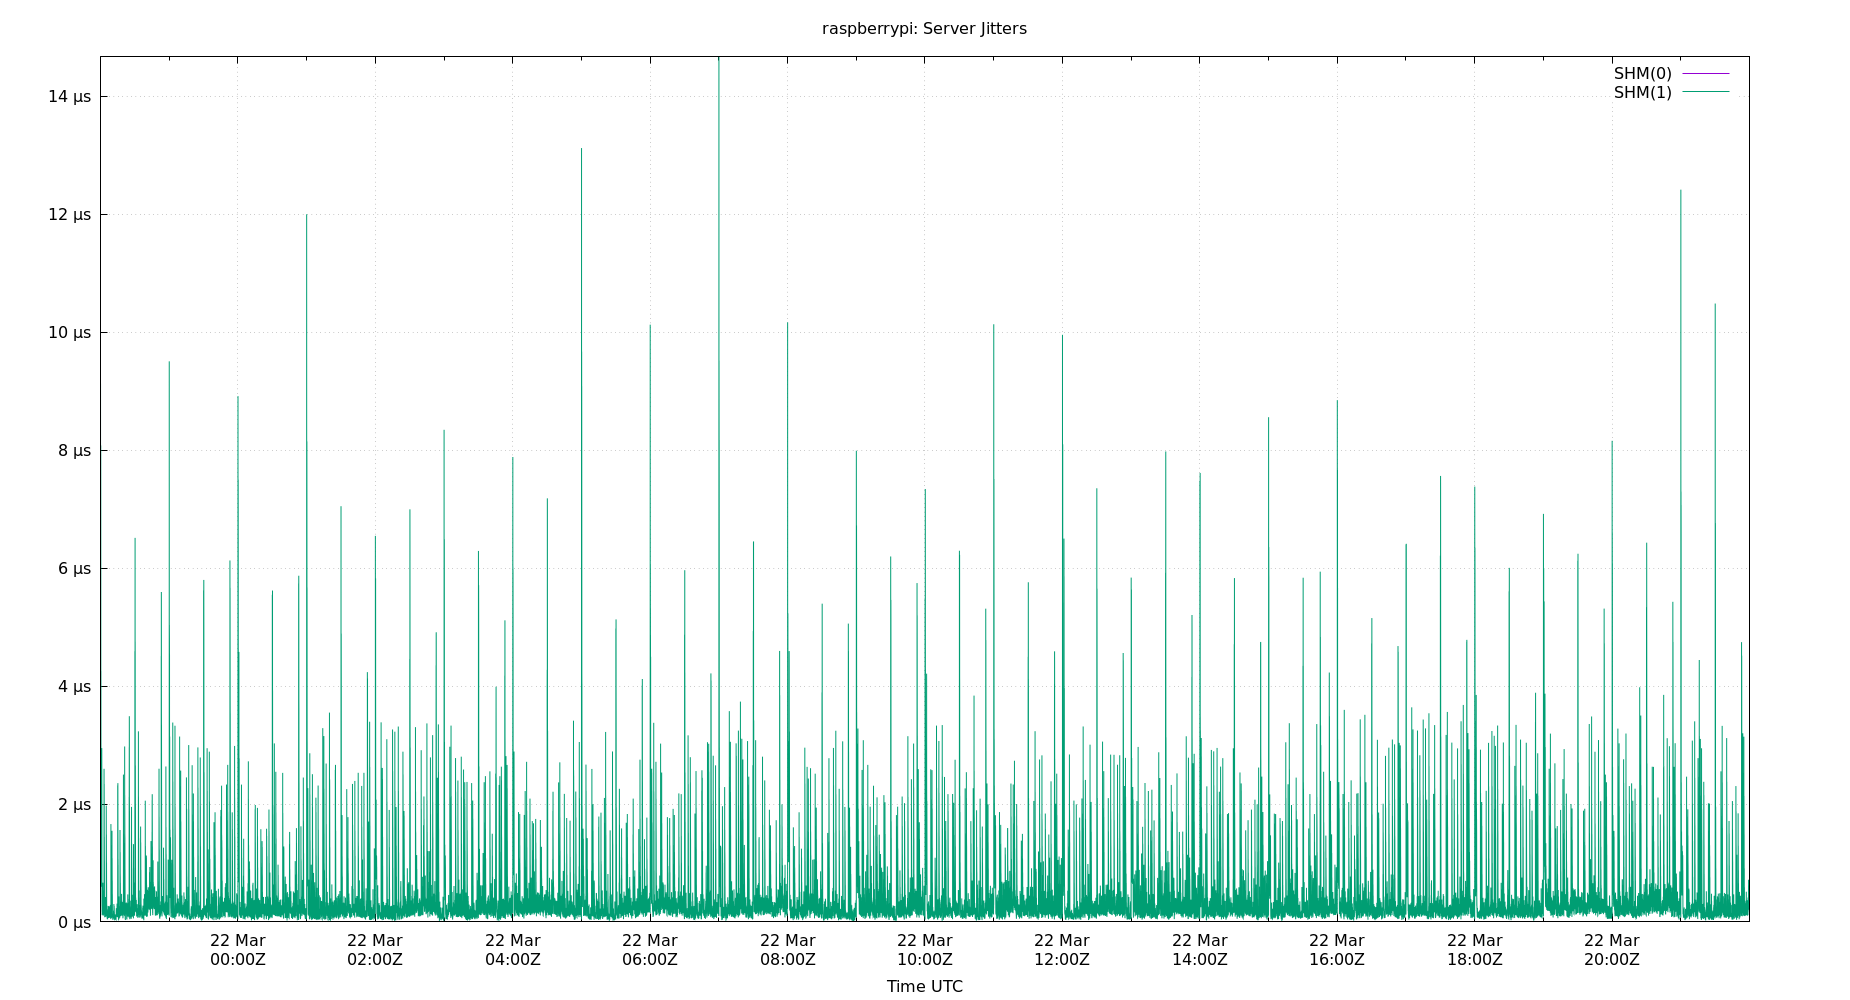 raspberrypi: Server Jitters
SHM(0)
SHM(1)
14 µs
12 µs
10 µs
8 µs
6 µs
4 µs
2 µs
0 µs
22 Mar 22 Mar 22 Mar 22 Mar 22 Mar 22 Mar 22 Mar 22 Mar 22 Mar 22 Mar 22 Mar
00:00Z 02:00Z 04:00Z 06:00Z 08:00Z 10:00Z 12:00Z 14:00Z 16:00Z 18:00Z 20:00Z
Time UTC